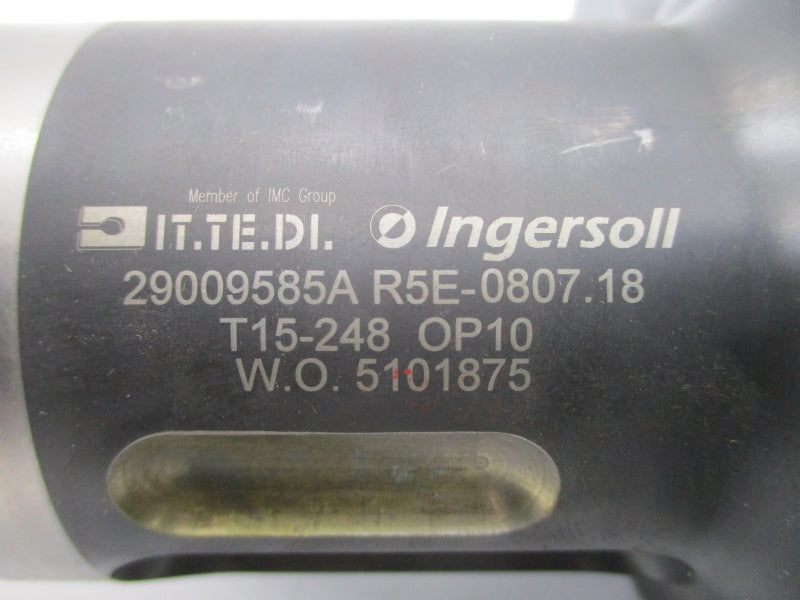 Member of IMC Group
IT.TE.DI. Ingersoll
29009585A R5E-0807.18
T15-248 OP10
W.O. 5101875